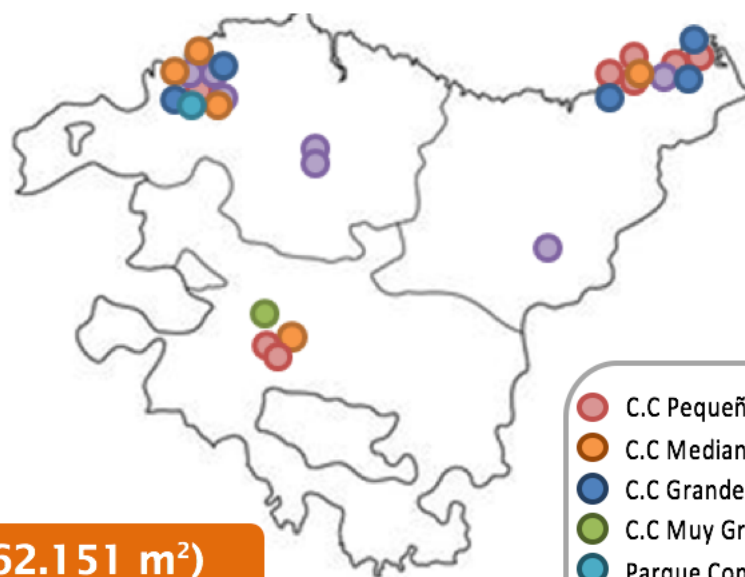 C.C Pequeñ
C.C Median
C.C Grande
C.C Muy Gr
Parque Com
62.151 m²)